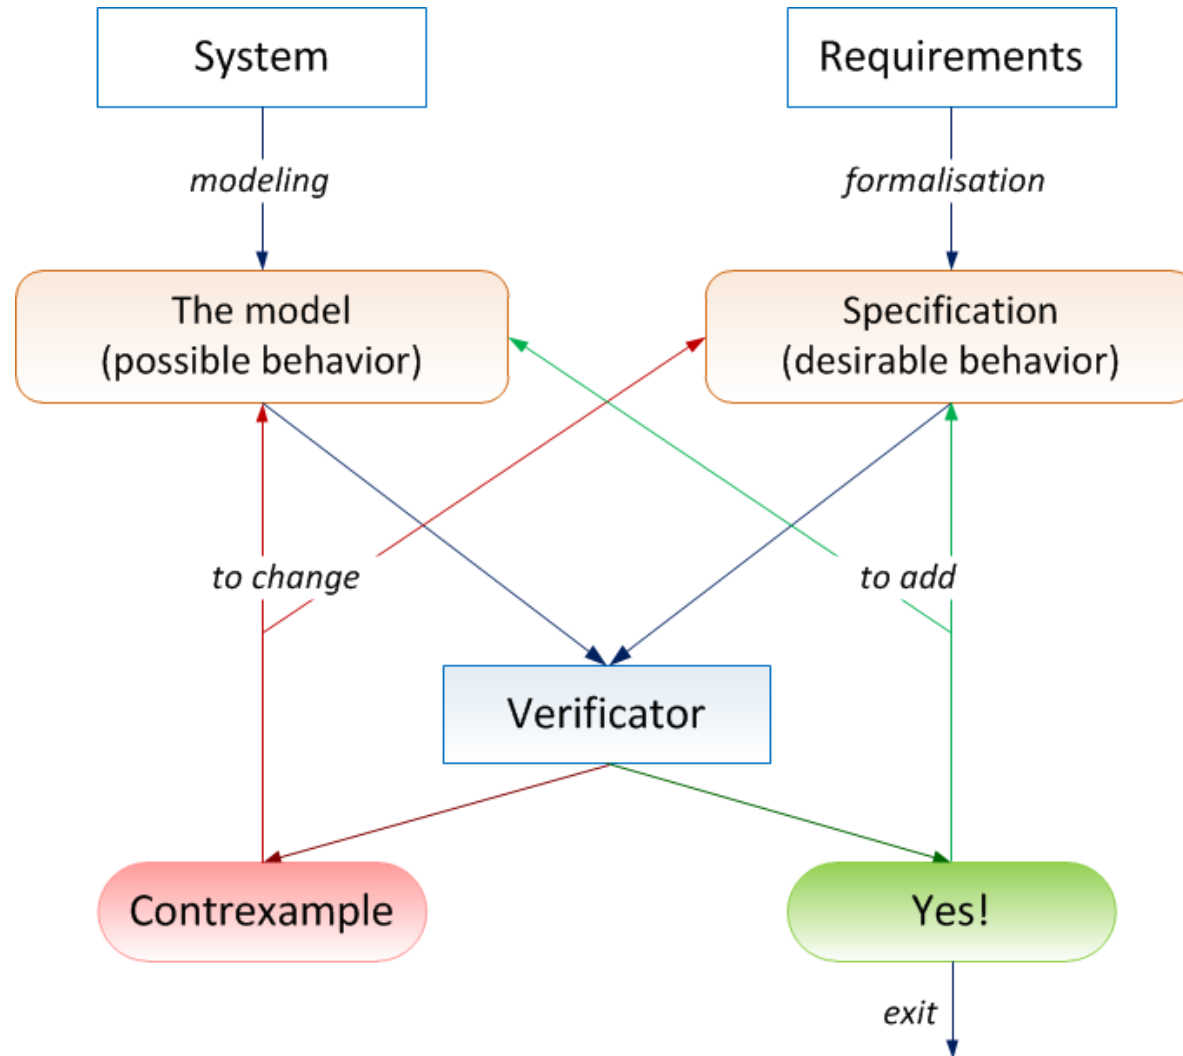 System
Requirements
modeling
formalisation
The model
(possible behavior)
Specification
(desirable behavior)
to change
to add
Verificator
Contrexample
Yes!
exit